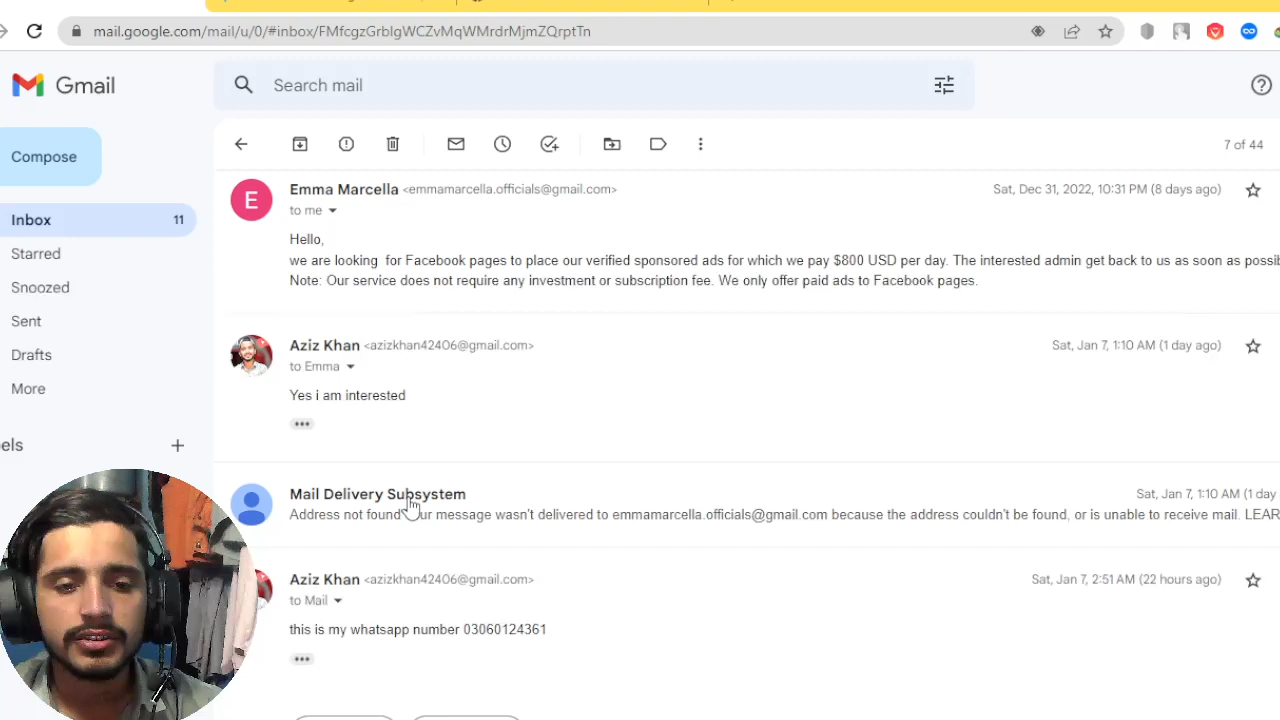 mail.google.com/mail/u/0/#inbox/FMfcgzGrblgWCZvMqWMrdrMjmZQrptTn
Gmail
Search mail
Compose
7 of 44
Inbox 11
Starred
Snoozed
Sent
Drafts
More
els
Emma Marcella <emmamarcella.officials@gmail.com> Sat, Dec 31, 2022, 10:31 PM (8 days ago)
to me
Hello,
we are looking for Facebook pages to place our verified sponsored ads for which we pay $800 USD per day. The interested admin get back to us as soon as possib
Note: Our service does not require any investment or subscription fee. We only offer paid ads to Facebook pages.
E
Aziz Khan <azizkhan42406@gmail.com> Sat, Jan 7, 1:10 AM (1 day ago)
to Emma
Yes i am interested
Mail Delivery Subsystem Sat, Jan 7, 1:10 AM (1 day
Address not found ur message wasn't delivered to emmamarcella.officials@gmail.com because the address couldn't be found, or is unable to receive mail. LEAR
Aziz Khan <azizkhan42406@gmail.com> Sat, Jan 7, 2:51 AM (22 hours ago)
to Mail
this is my whatsapp number 03060124361